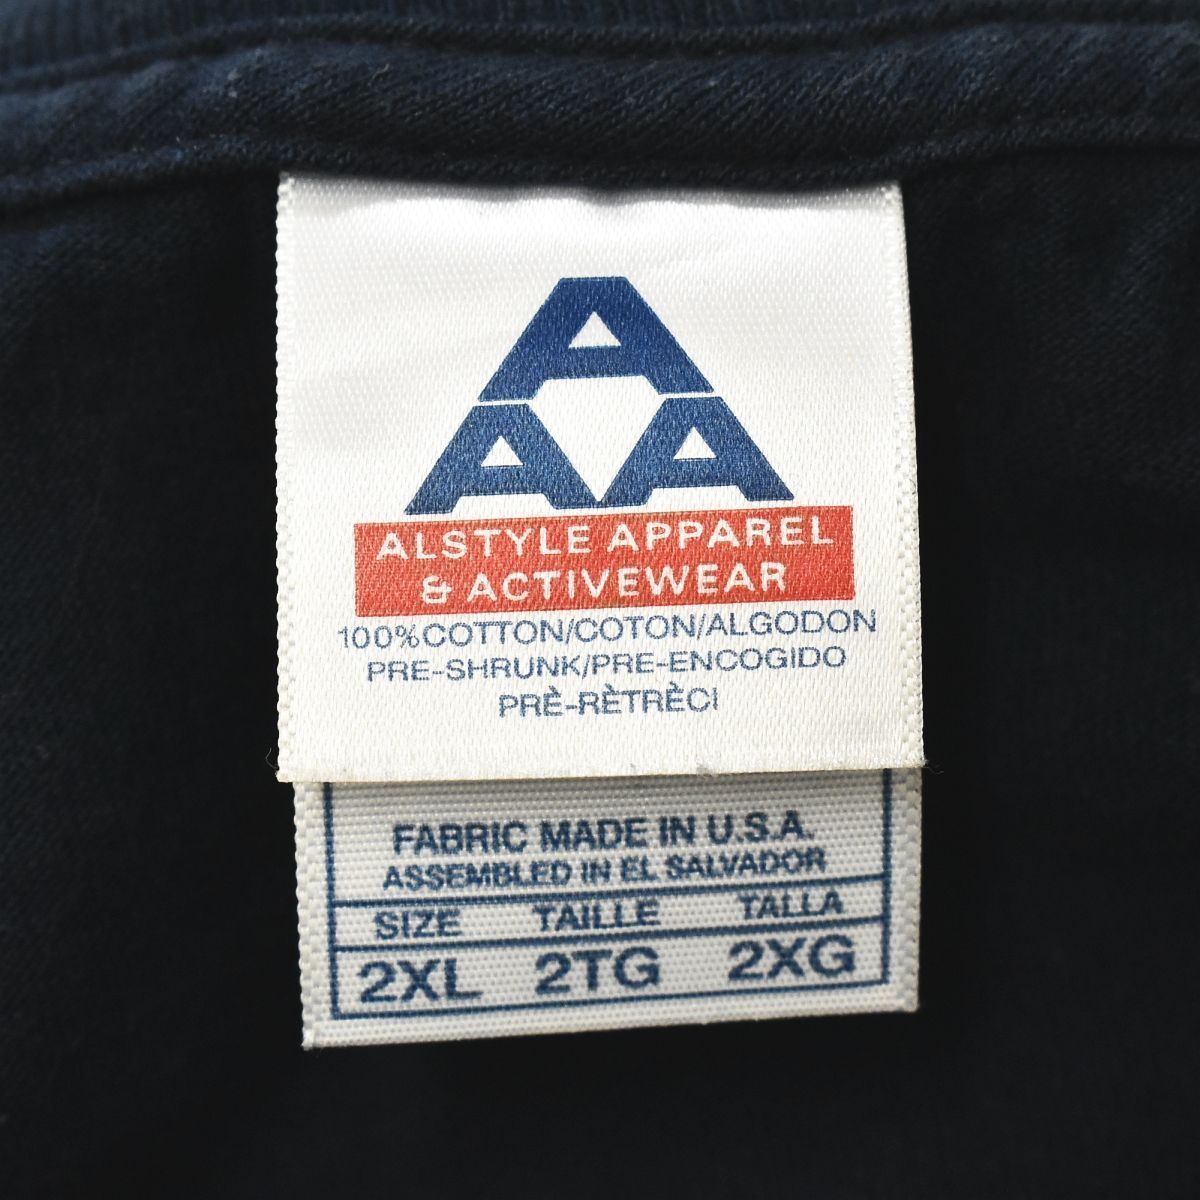 A
A A
ALSTYLE APPAREL
& ACTIVEWEAR
100%COTTON/COTON/ALGODON
PRE-SHRUNK/PRE-ENCOGIDO
PRÈ-RÈTRÈCI
FABRIC MADE IN U.S.A.
ASSEMBLED IN EL SALVADOR
SIZE TAILLE TALLA
2XL 2TG 2XG